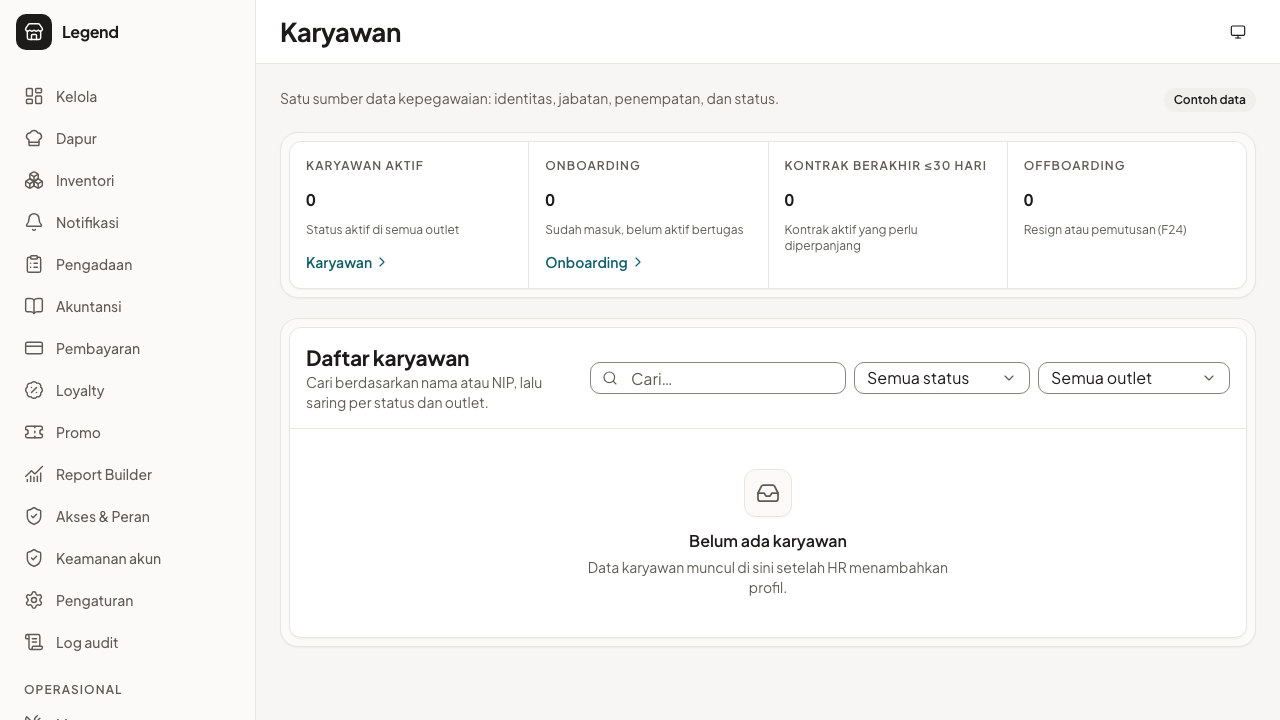 Legend
Karyawan
Kelola
Dapur
Inventori
Notifikasi
Pengadaan
Akuntansi
Pembayaran
Loyalty
Promo
Report Builder
Akses & Peran
Keamanan akun
Pengaturan
Log audit
OPERASIONAL
Satu sumber data kepegawaian: identitas, jabatan, penempatan, dan status.
Contoh data
KARYAWAN AKTIF
0
Status aktif di semua outlet
Karyawan
ONBOARDING
0
Sudah masuk, belum aktif bertugas
Onboarding
KONTRAK BERAKHIR ≤30 HARI
0
Kontrak aktif yang perlu
diperpanjang
OFFBOARDING
0
Resign atau pemutusan (F24)
Daftar karyawan
Cari berdasarkan nama atau NIP, lalu
saring per status dan outlet.
Cari...
Semua status
Semua outlet
Belum ada karyawan
Data karyawan muncul di sini setelah HR menambahkan
profil.